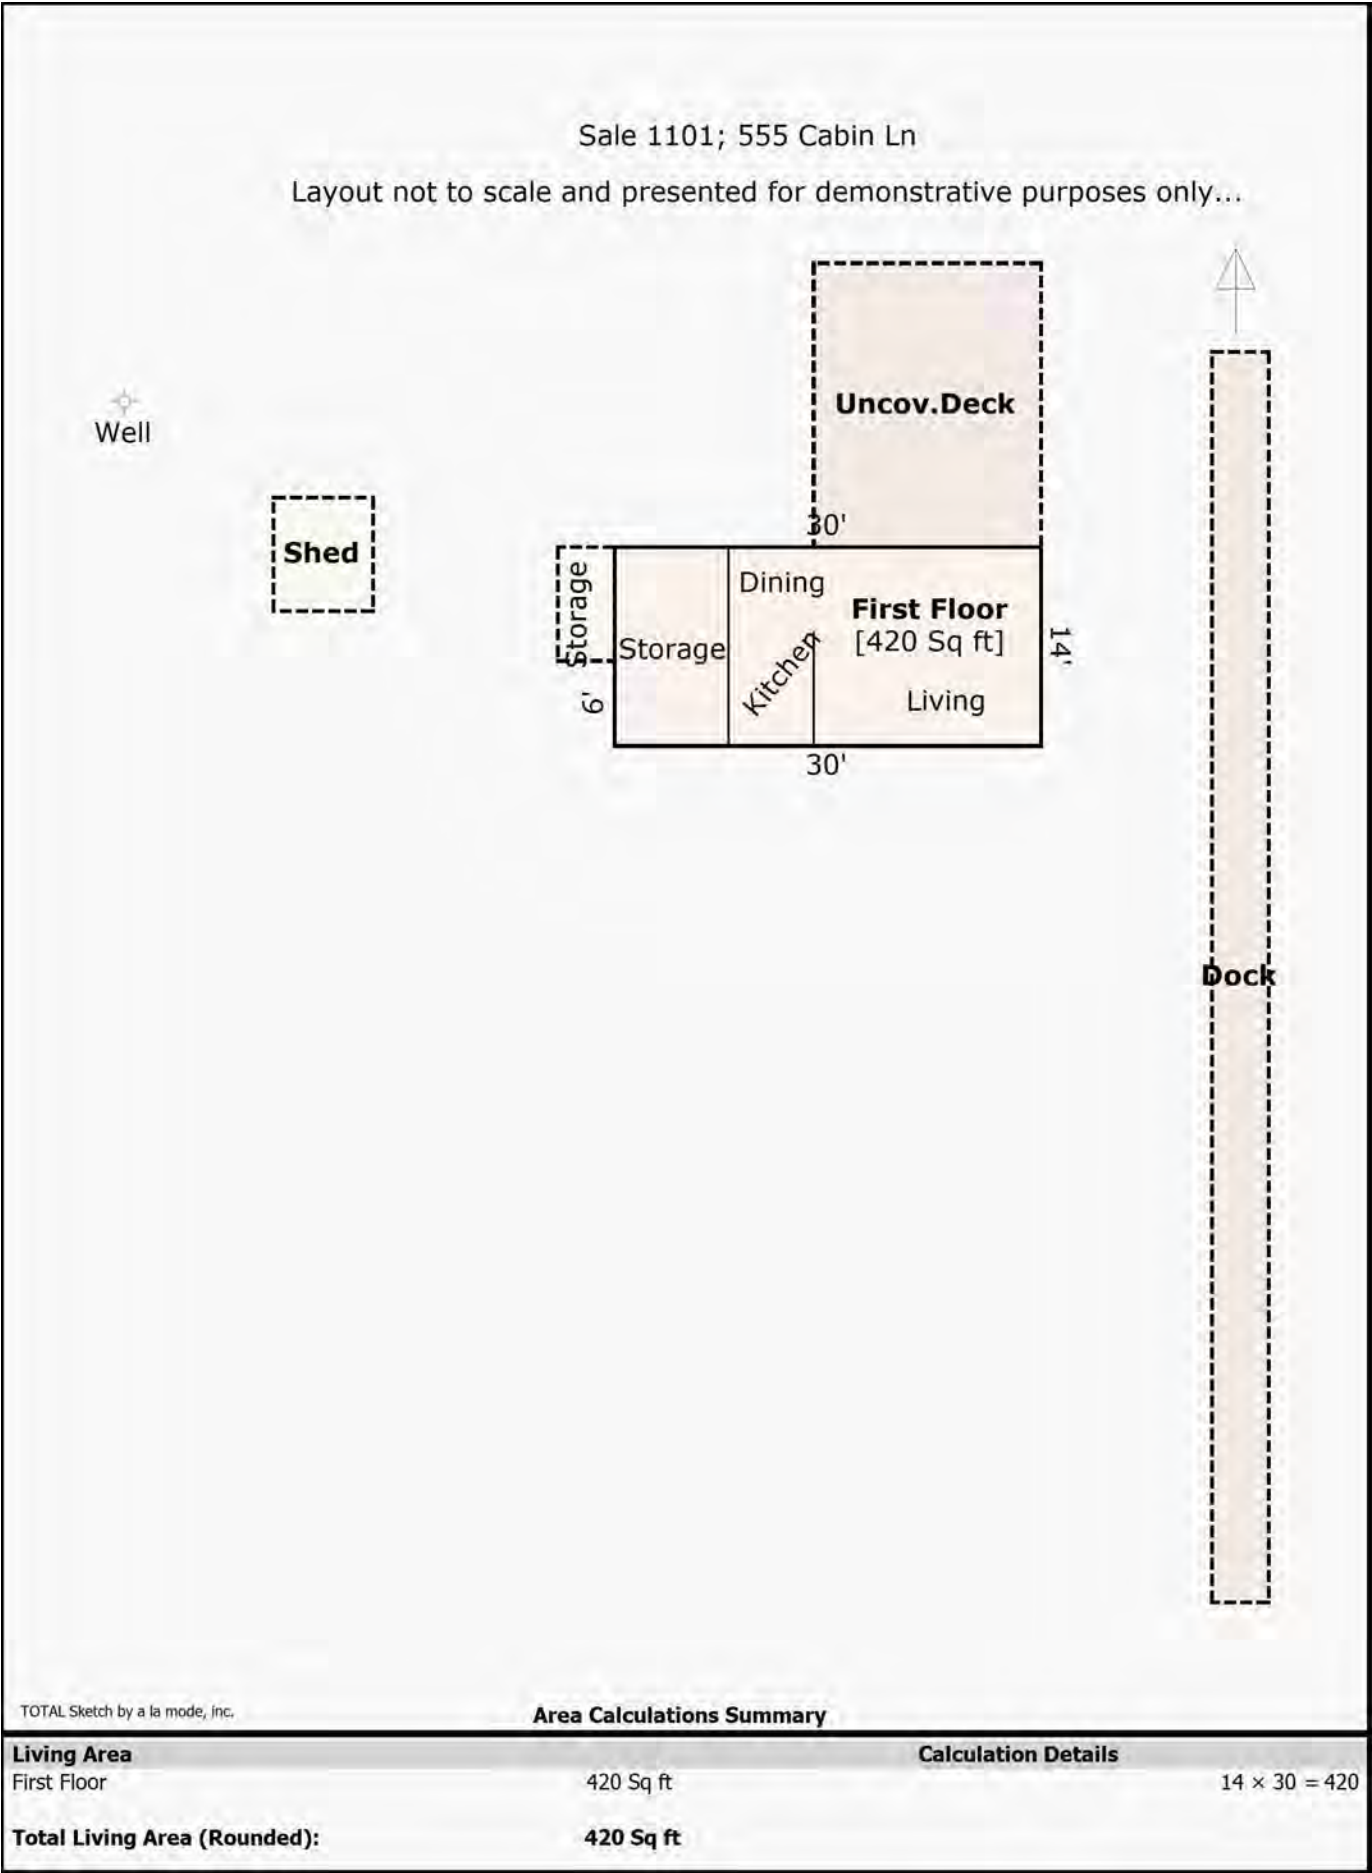 Sale 1101; 555 Cabin Ln
Layout not to scale and presented for demonstrative purposes only...
Uncov.Deck
Well
30'
Shed
Storage
Dining
First Floor
[420 Sq ft]
14'
Storage
Kitchen
6'
Living
30'
Dock
TOTAL Sketch by a la mode, inc.
Area Calculations Summary
Living Area Calculation Details
First Floor 420 Sq ft 14 × 30 = 420
Total Living Area (Rounded): 420 Sq ft